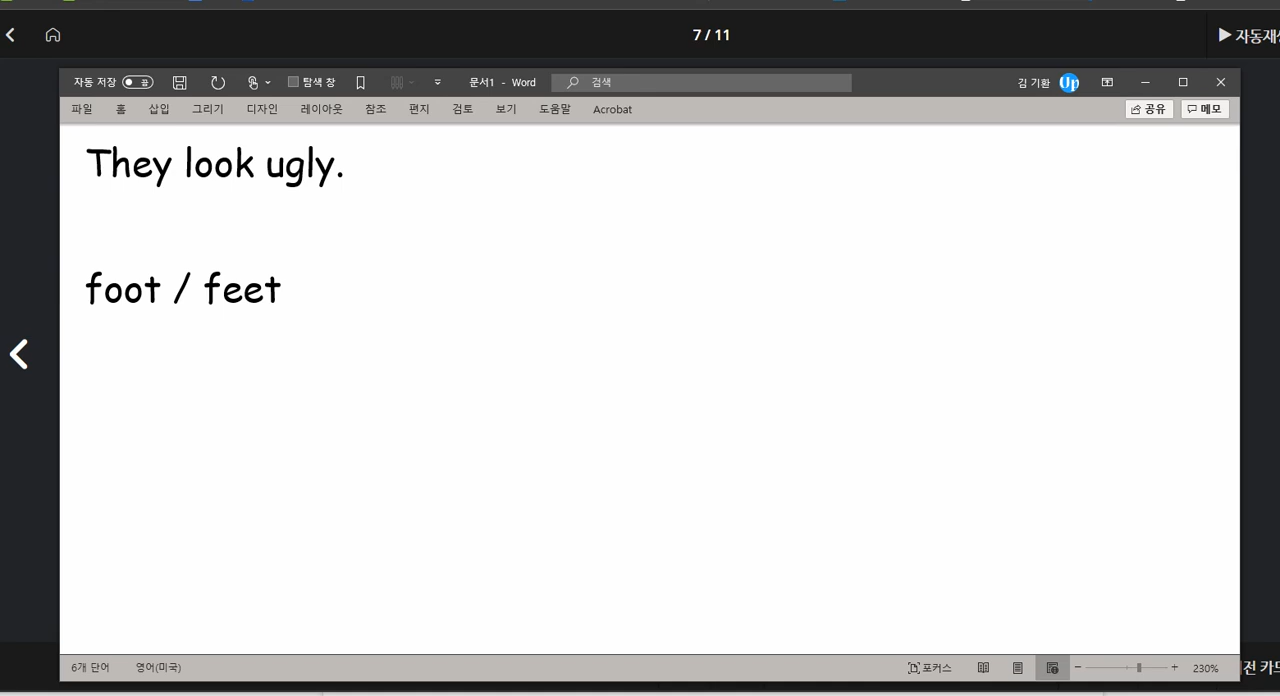 7 / 11
▶ 자동재생
자동 저장 끔 탐색 창 문서1 - Word 검색 김 기환 Up
파일 홈 삽입 그리기 디자인 레이아웃 참조 편지 검토 보기 도움말 Acrobat 공유 메모
They look ugly.
foot / feet
6개 단어 영어(미국) 포커스 - + 230%